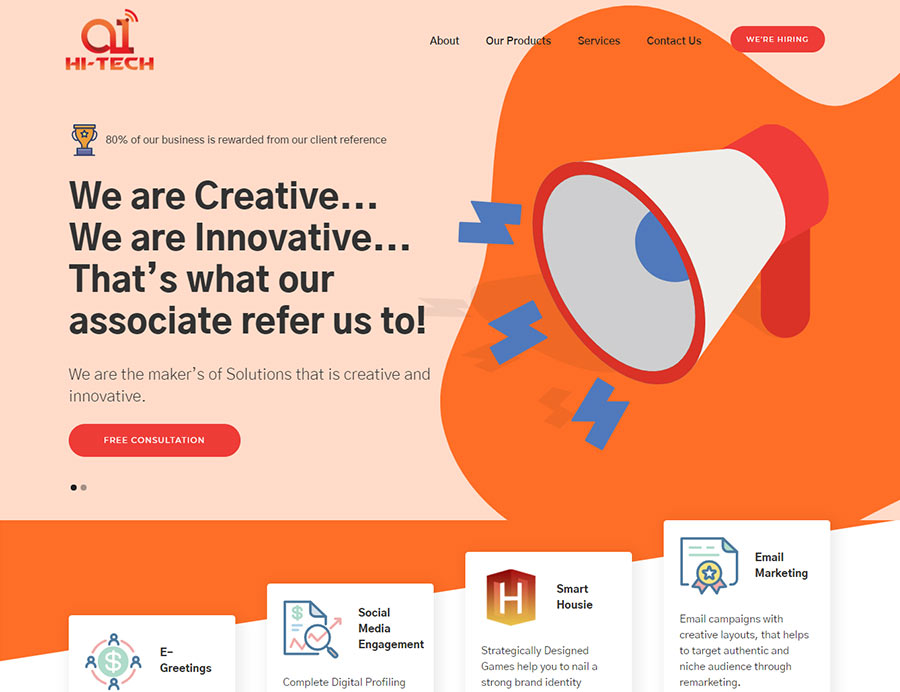 ai
HI-TECH
About
Our Products
Services
Contact Us
WE'RE HIRING
80% of our business is rewarded from our client reference
We are Creative...
We are Innovative...
That's what our
associate refer us to!
We are the maker's of Solutions that is creative and
innovative.
FREE CONSULTATION
E-
Greetings
$
Social
Media
Engagement
$
Complete Digital Profiling
H
Smart
Housie
Strategically Designed
Games help you to nail a
strong brand identity
Email
Marketing
Email campaigns with
creative layouts, that helps
to target authentic and
niche audience through
remarketing.